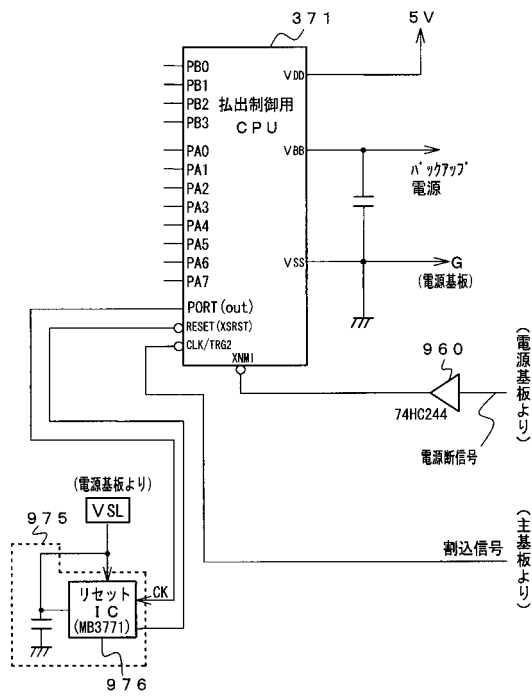 ３７１
５Ｖ
PB0
PB1
PB2
PB3
PA0
PA1
PA2
PA3
PA4
PA5
PA6
PA7
PORT(out)
RESET(XSRST)
CLK/TRG2
払出制御用
ＣＰＵ
VDD
VBB
VSS
XNMI
ﾊﾞｯｸｱｯﾌﾟ
電源
G
(電源基板)
９６０
74HC244
電源断信号
(電源基板より)
割込信号
(主基板より)
(電源基板より)
VSL
９７５
CK
リセット
ＩＣ
(MB3771)
９７６